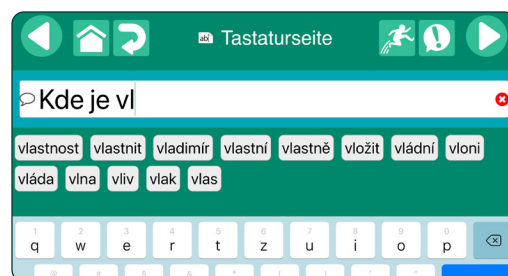 Tastaturseite
Kde je vl
vlastnost vlastnit vladimír vlastní vlastně vložit vládní vloni
vláda vlna vliv vlak vlas
1 2 3 4 5 6 7 8 9 0
q w e r t z u i o p
@ # $ & * ( ) ' "